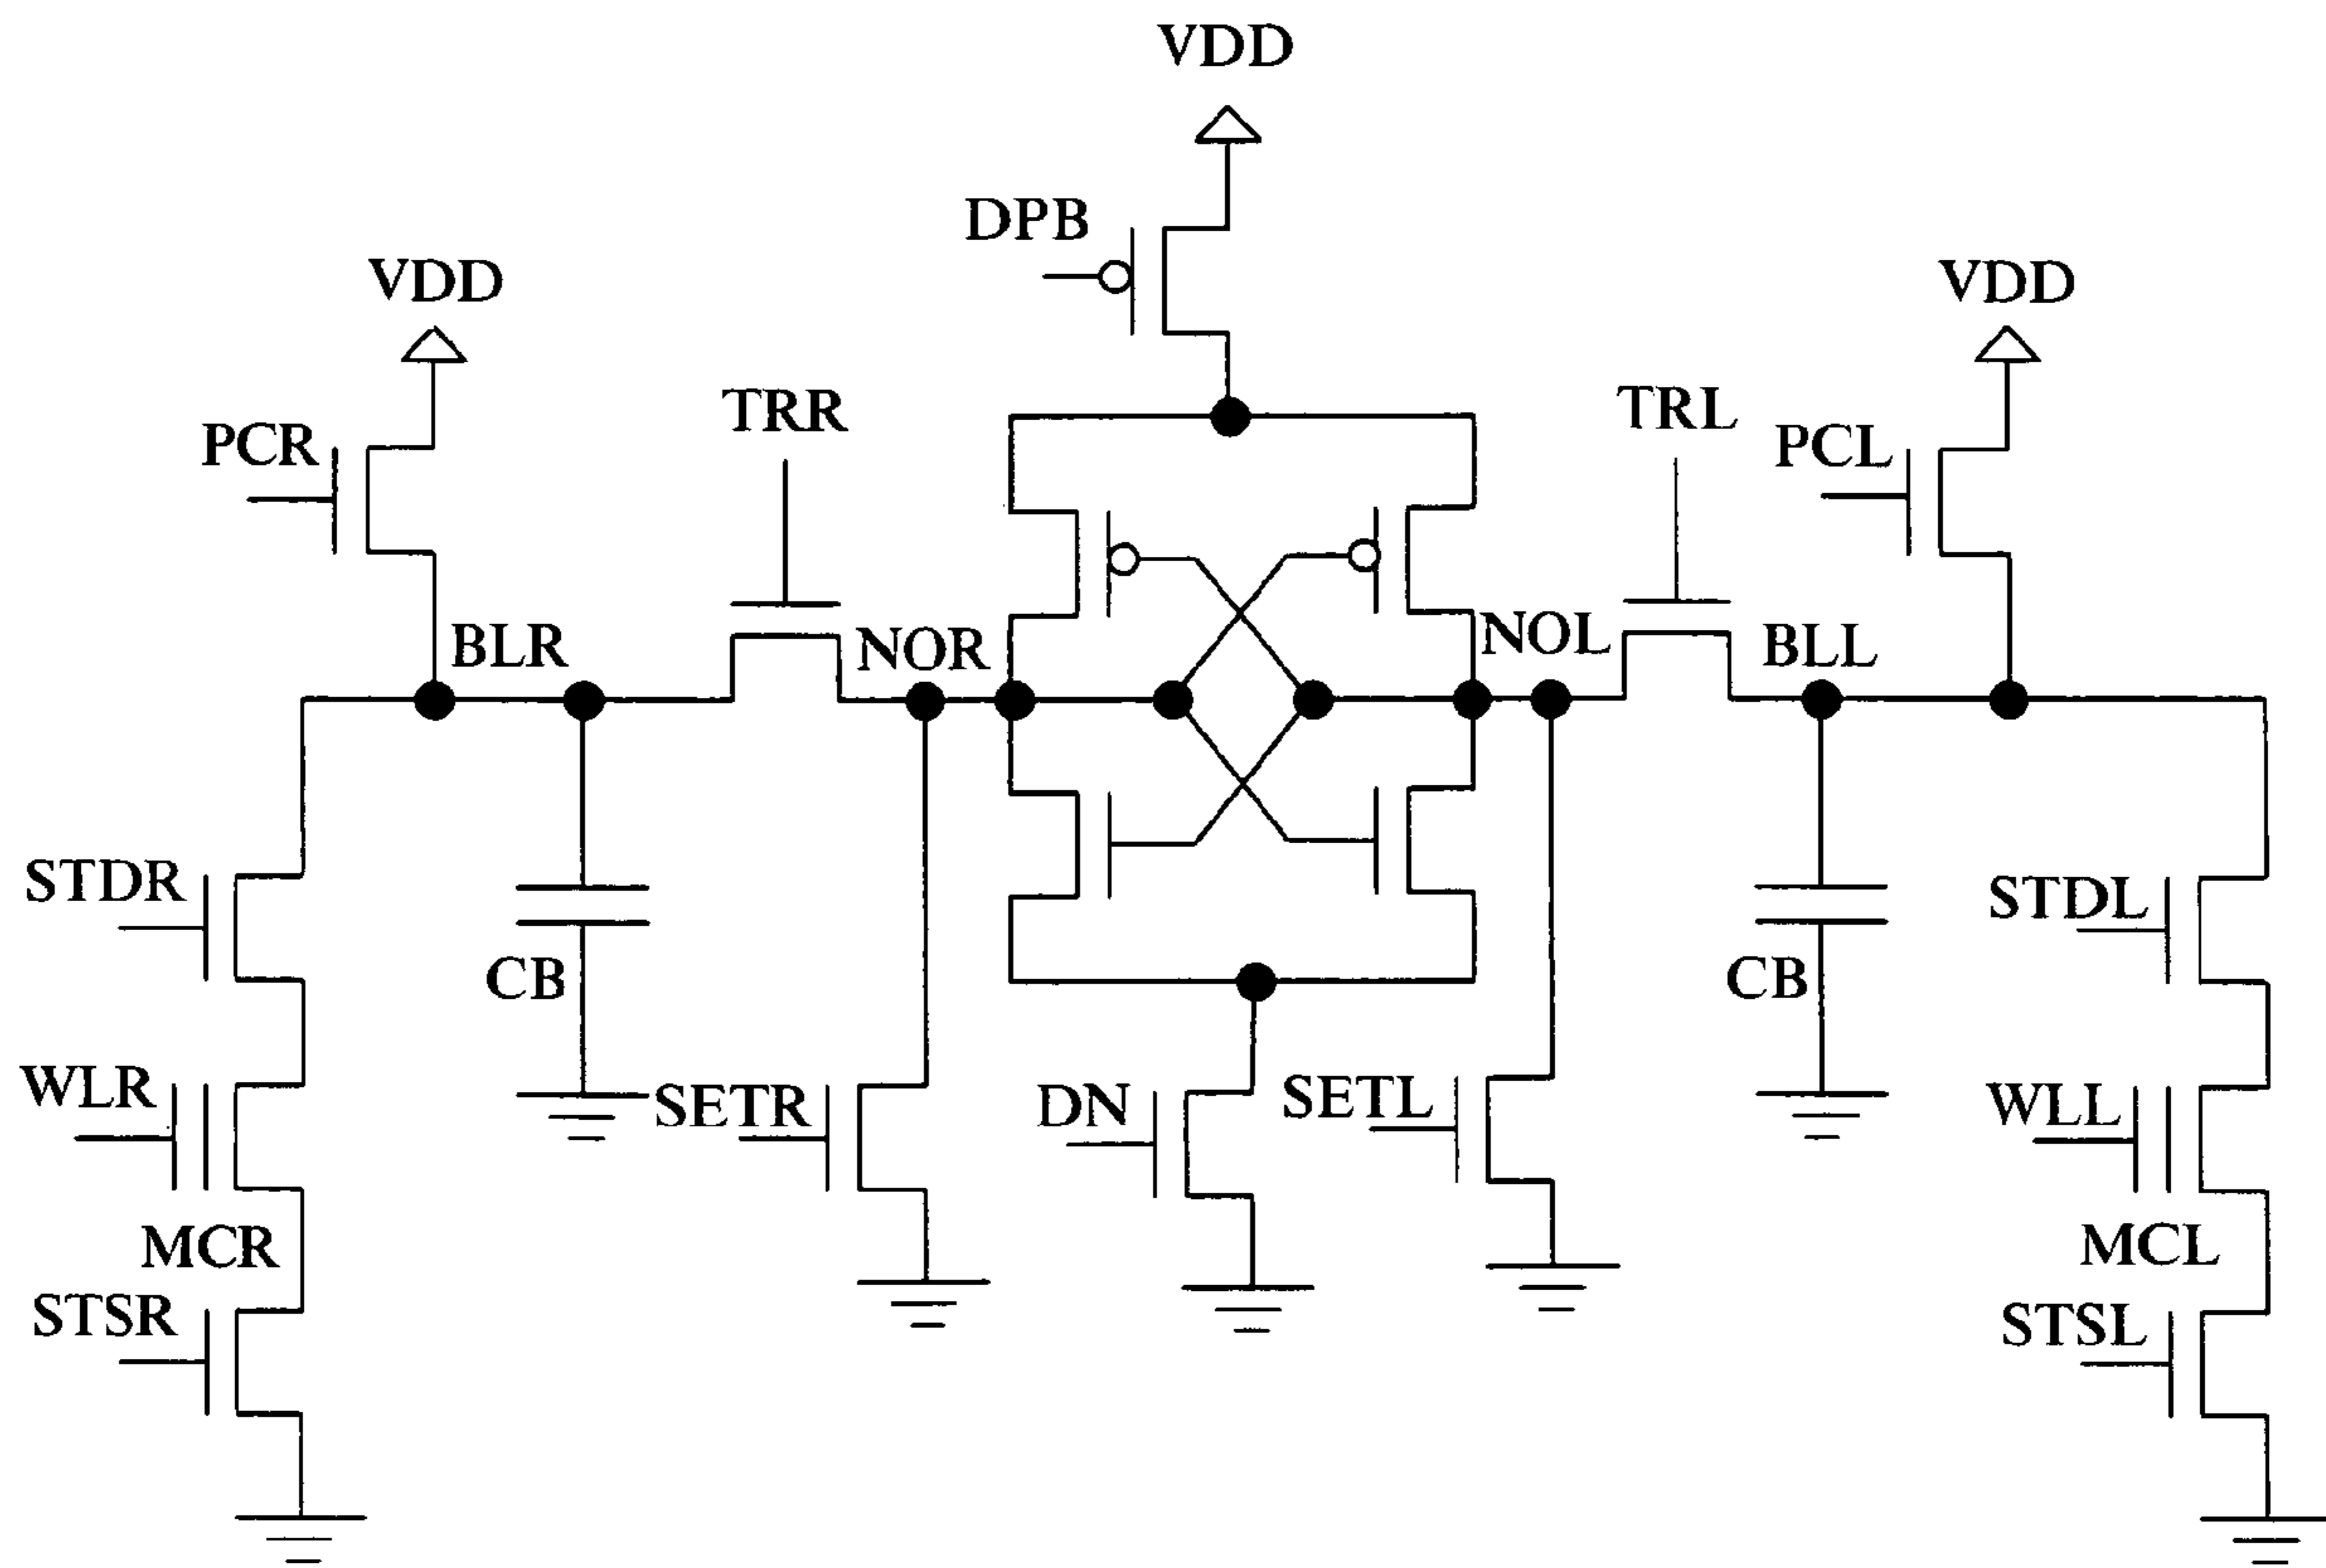 VDD
DPB
VDD
VDD
TRR
TRL
PCR
PCL
BLR
NOR
NOL
BLL
STDR
STDL
CB
CB
WLR
SETR
DN
SETL
WLL
MCR
MCL
STSR
STSL